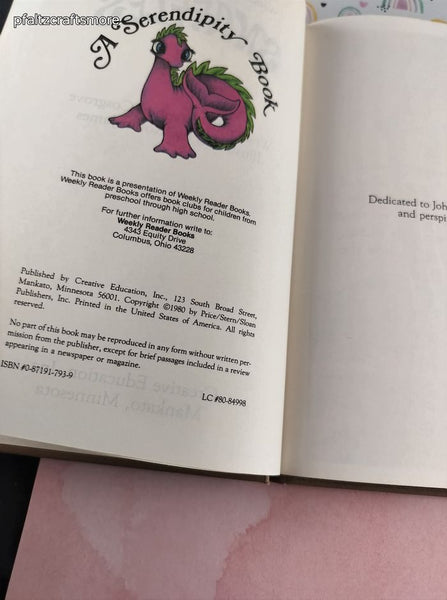 pfaltzcraftsmore
A Serendipity Book
This book is a presentation of Weekly Reader Books.
Weekly Reader Books offers book clubs for children from
preschool through high school.
For further information write to:
Weekly Reader Books
4343 Equity Drive
Columbus, Ohio 43228
Published by Creative Education, Inc., 123 South Broad Street,
Mankato, Minnesota 56001. Copyright ©1980 by Price/Stern/Sloan
Publishers, Inc. Printed in the United States of America. All rights
reserved.
No part of this book may be reproduced in any form without written per-
mission from the publisher, except for brief passages included in a review
appearing in a newspaper or magazine.
ISBN #0-87191-793-9
LC #80-84998
Dedicated to Joh
and perspi